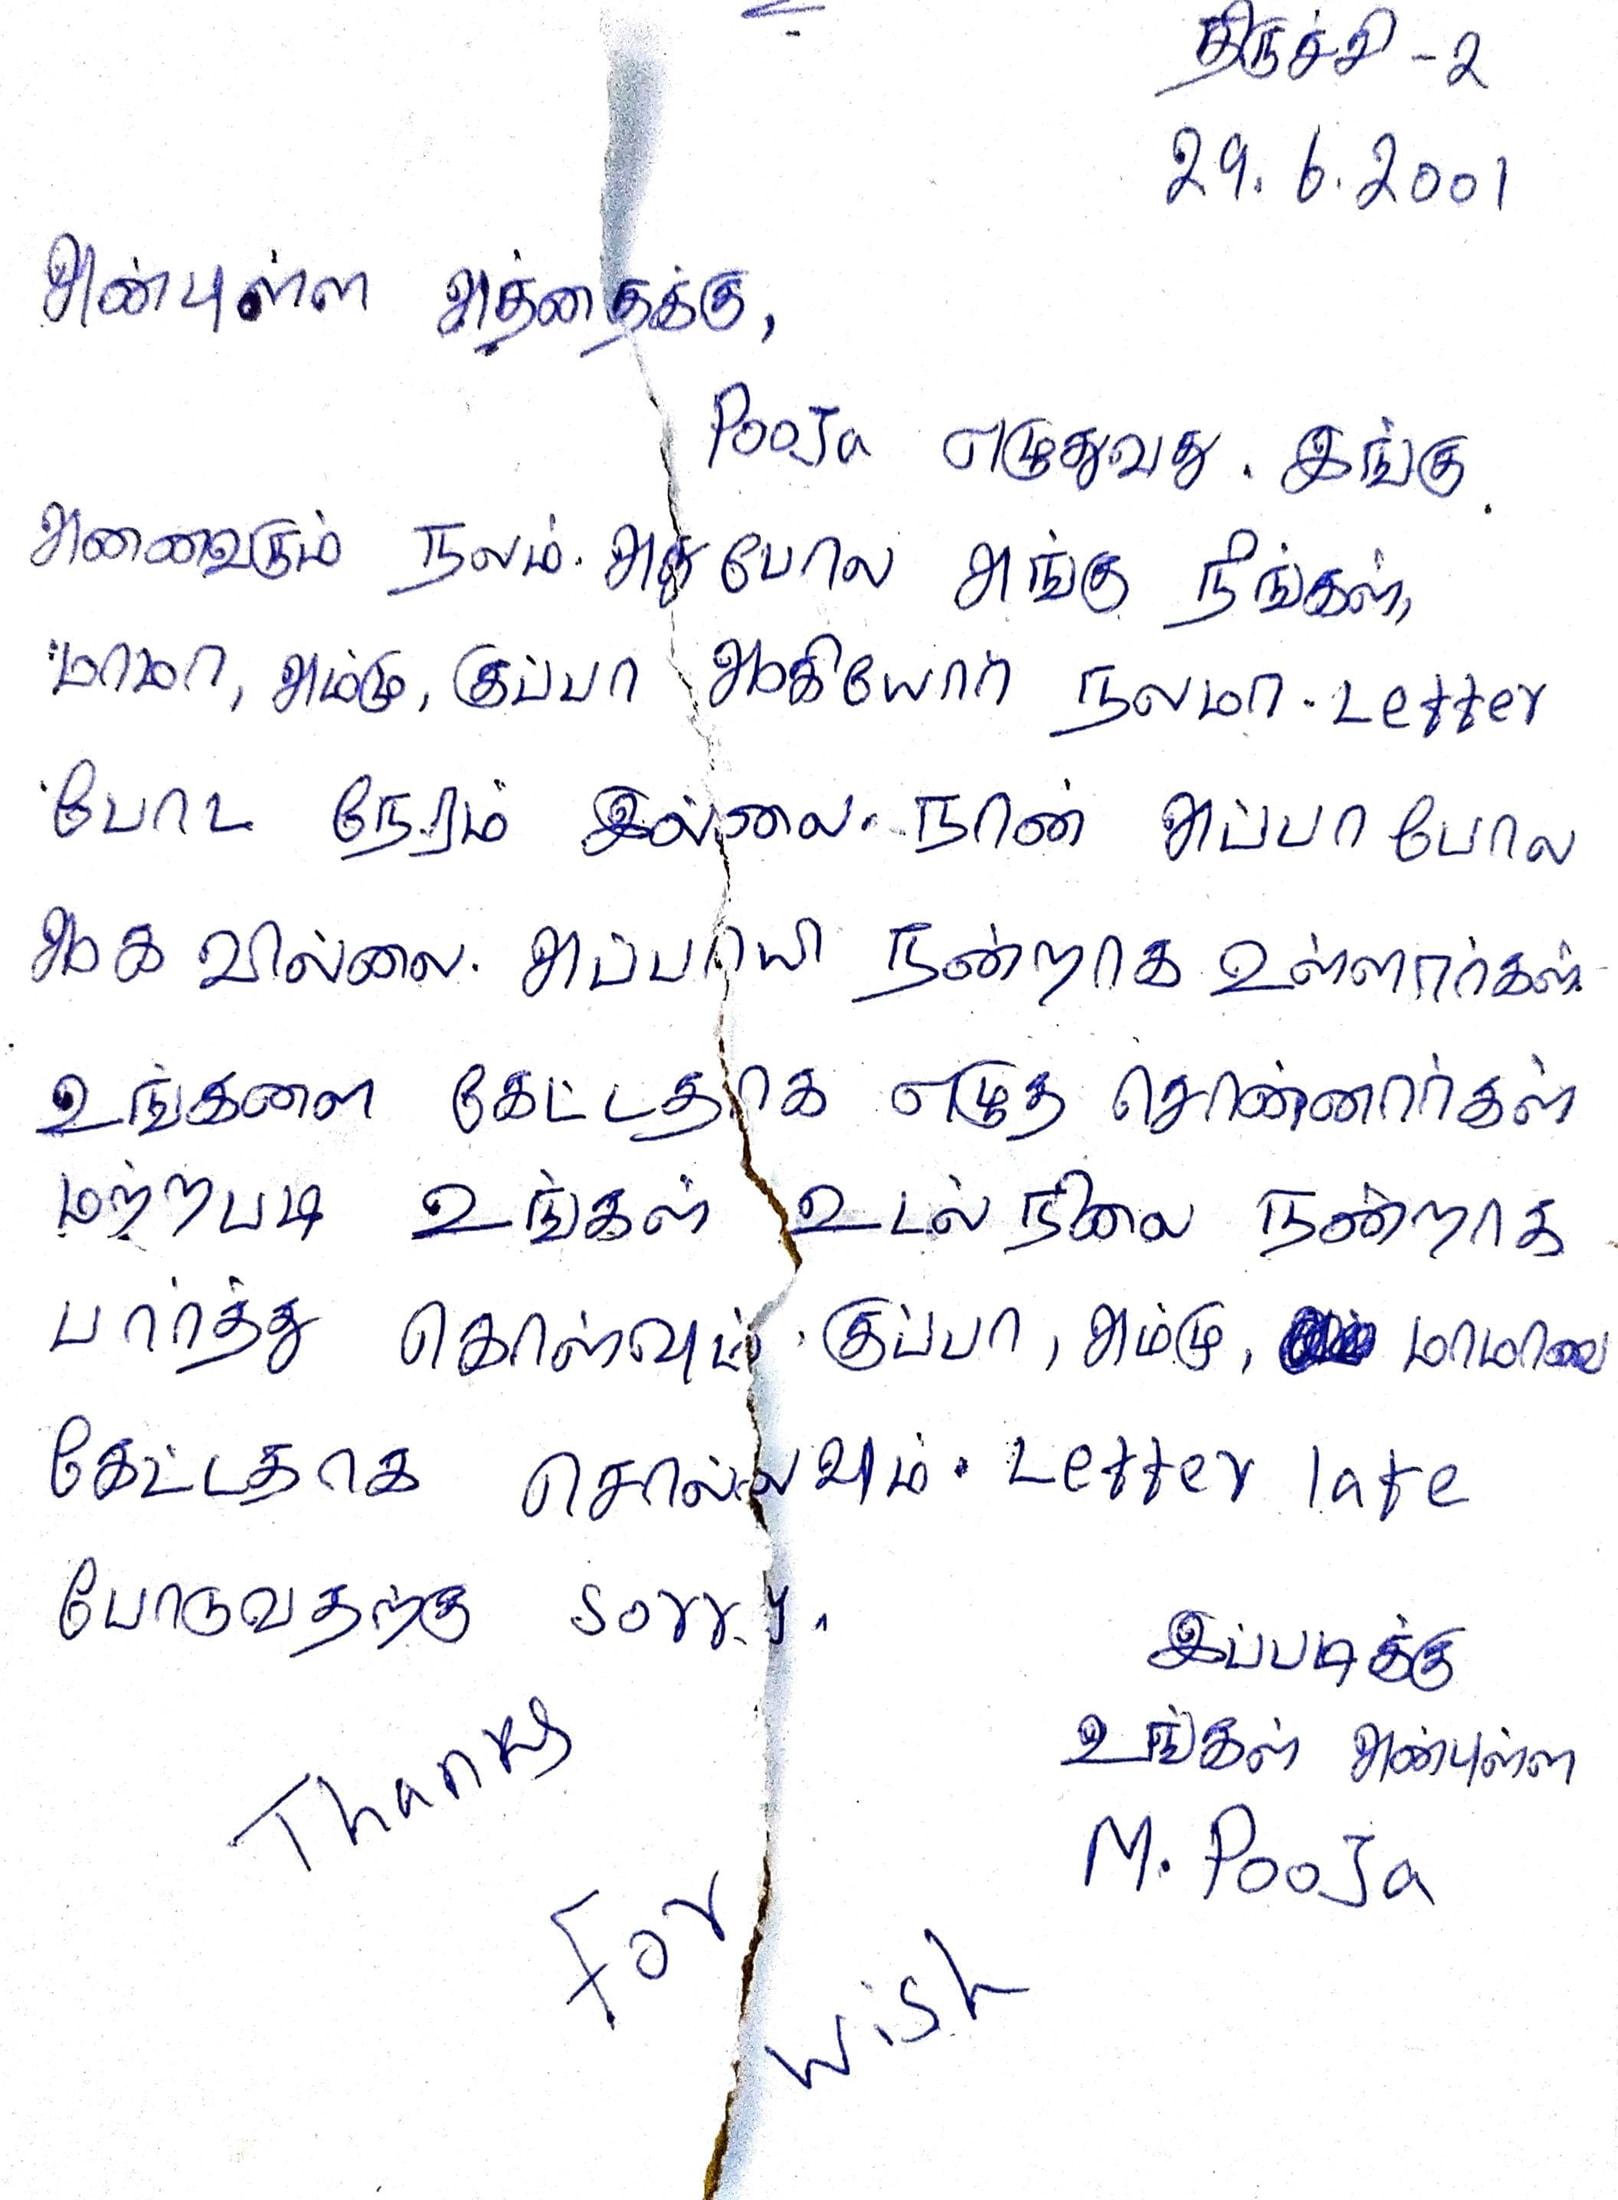 திருச்சி - 2
29. 6. 2001
அன்புள்ள அத்தைக்கு,
Pooja எழுதுவது. இங்கு
அனைவரும் நலம். அது போல அங்கு நீங்கள்,
மாமா, அம்மு, குப்பா ஆகியோர் நலமா. Letter
போட நேரம் இல்லை. நான் அப்பா போல
ஆக வில்லை. அப்பாயி நன்றாக உள்ளார்கள்.
உங்களை கேட்டதாக எழுத சொன்னார்கள்
மற்றபடி உங்கள் உடல் நிலை நன்றாக
பார்த்து கொள்வும். குப்பா, அம்மு, மாமாவை
கேட்டதாக சொல்லவும். Letter late
போடுவதற்கு sorry.
இப்படிக்கு
உங்கள் அன்புள்ள
M. Pooja
Thanks
For
wish